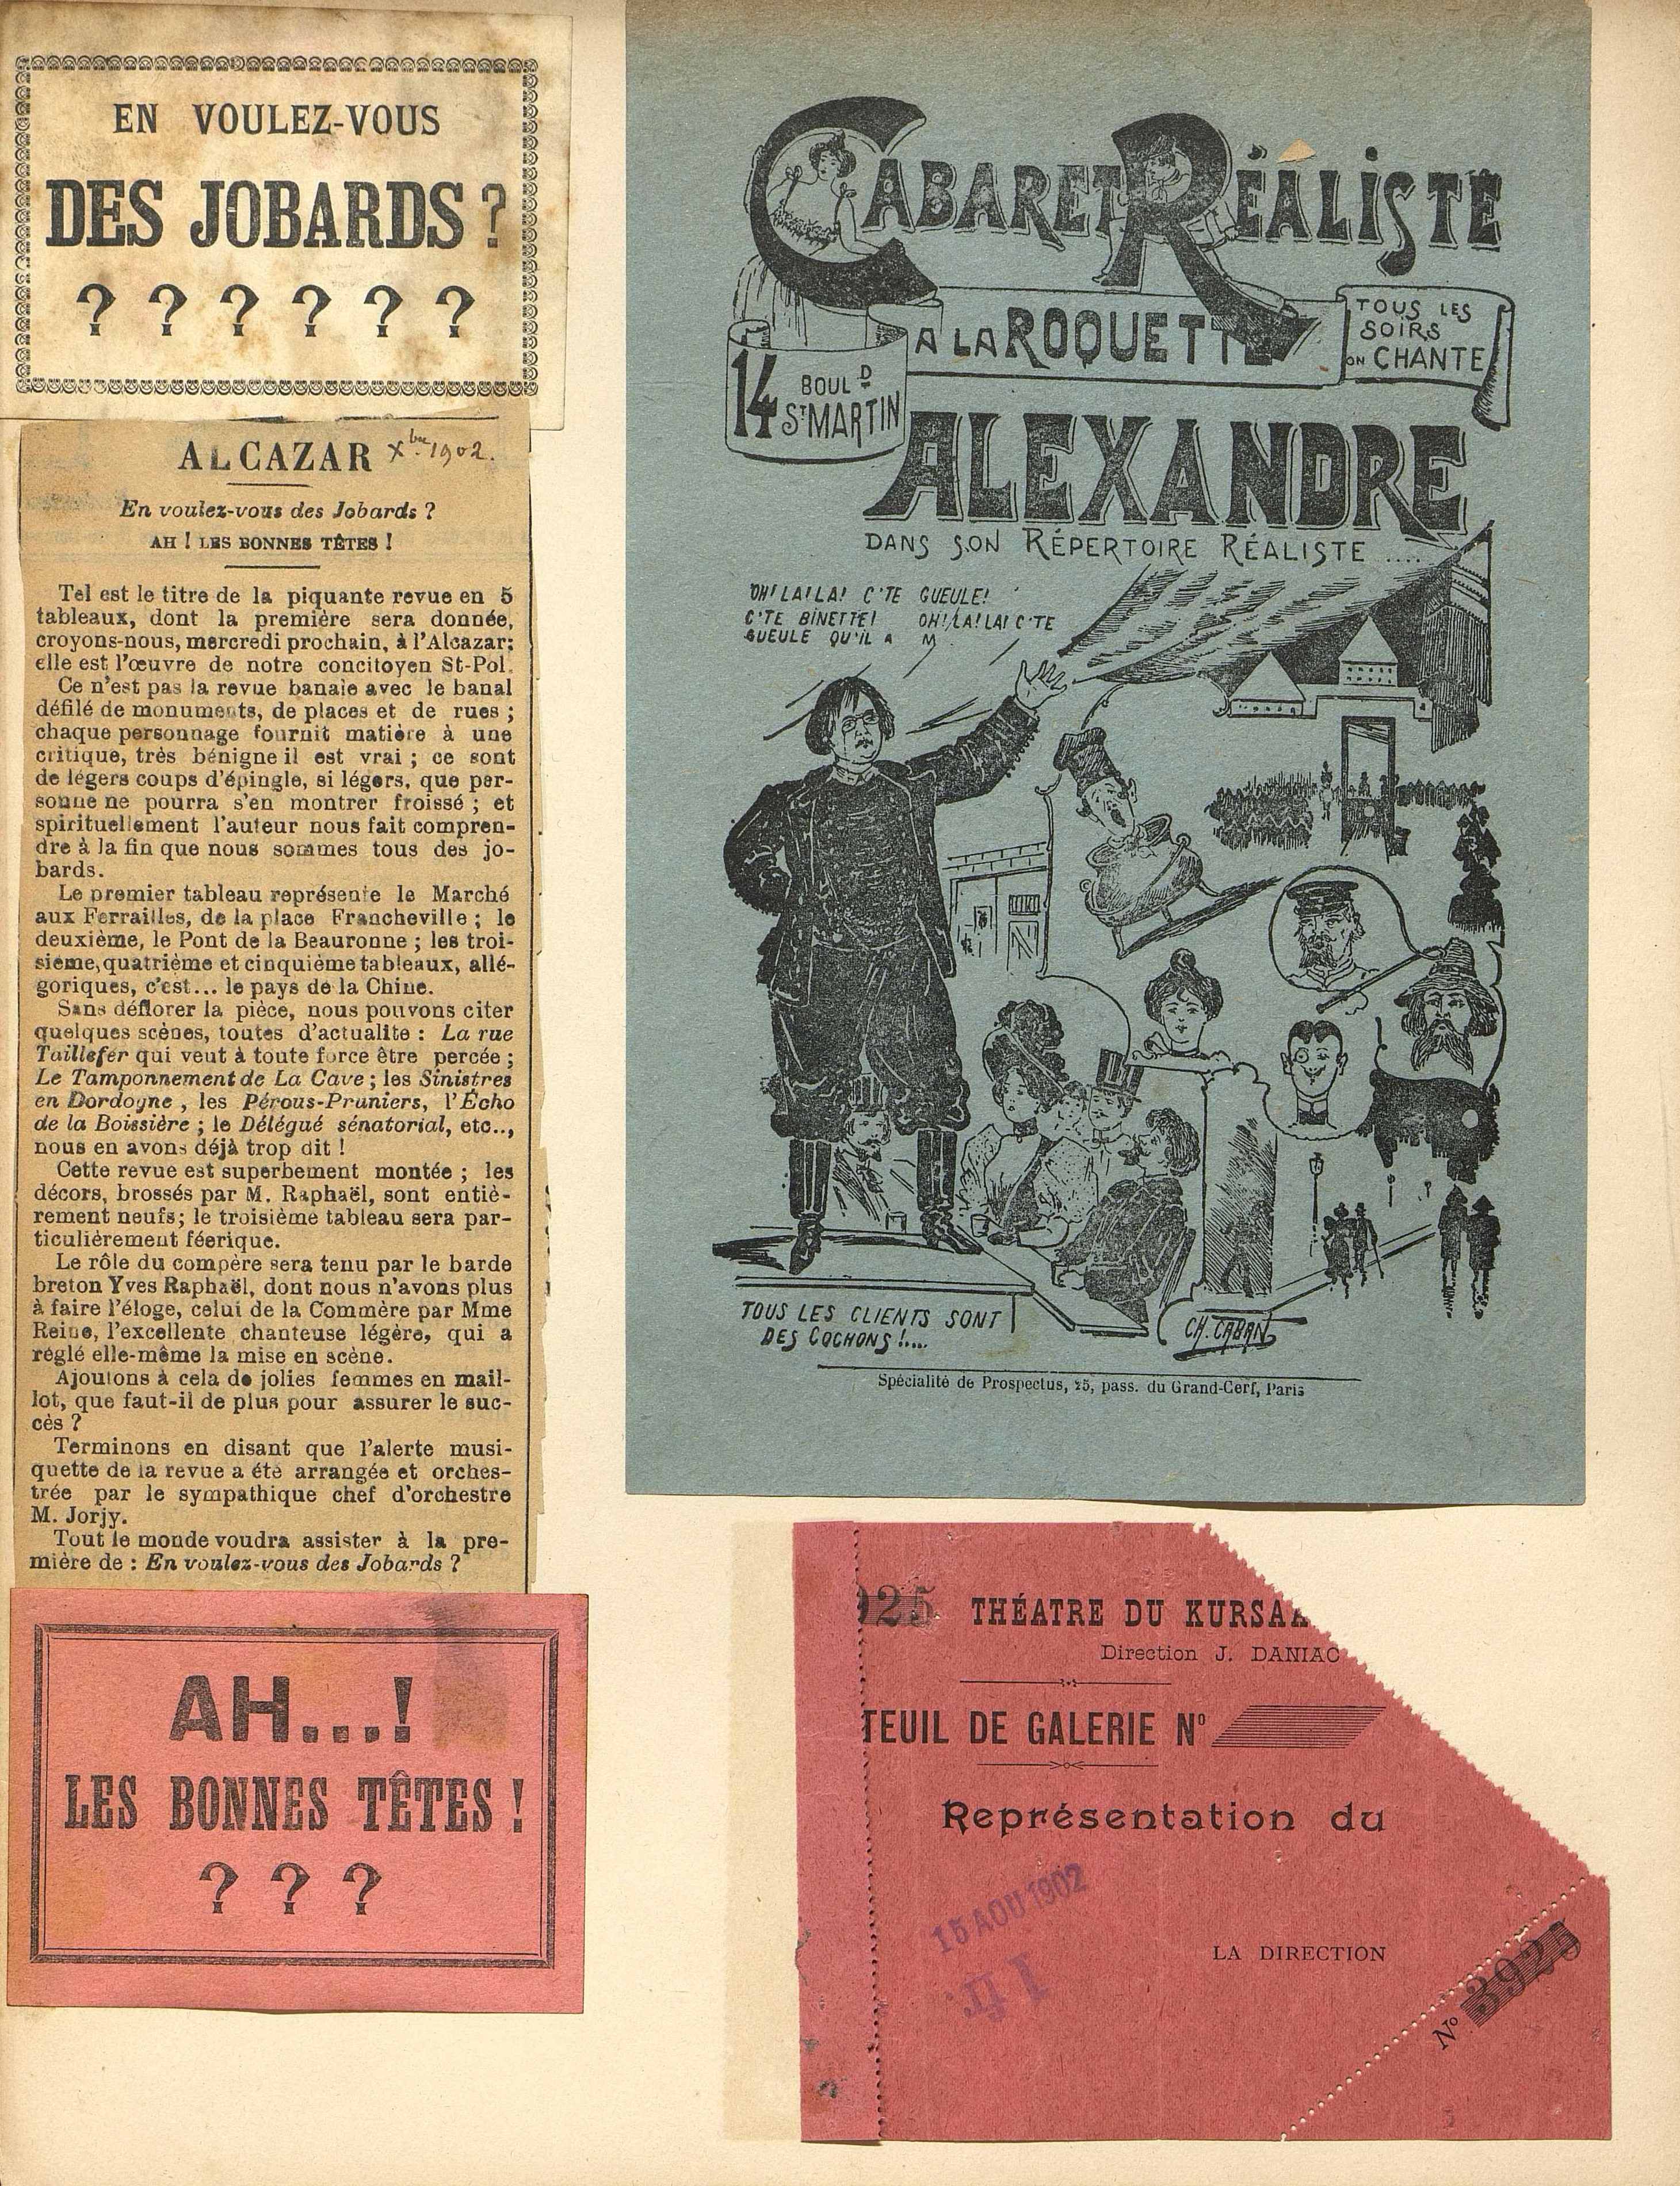 EN VOULEZ-VOUS
DES JOBARDS ?
? ? ? ? ? ?
ALCAZAR Xbre 1902.
En voulez-vous des Jobards ?
AH ! LES BONNES TÊTES !
Tel est le titre de la piquante revue en 5
tableaux, dont la première sera donnée,
croyons-nous, mercredi prochain, à l'Alcazar;
elle est l'œuvre de notre concitoyen St-Pol.
Ce n'est pas la revue banale avec le banal
défilé de monuments, de places et de rues ;
chaque personnage fournit matière à une
critique, très bénigne il est vrai ; ce sont
de légers coups d'épingle, si légers, que per-
sonne ne pourra s'en montrer froissé ; et
spirituellement l'auteur nous fait compren-
dre à la fin que nous sommes tous des jo-
bards.
Le premier tableau représente le Marché
aux Ferrailles, de la place Francheville ; le
deuxième, le Pont de la Beauronne ; les troi-
sième, quatrième et cinquième tableaux, allé-
goriques, c'est... le pays de la Chine.
Sans déflorer la pièce, nous pouvons citer
quelques scènes, toutes d'actualite : La rue
Taillefer qui veut à toute force être percée ;
Le Tamponnement de La Cave ; les Sinistres
en Dordogne , les Pérous-Pruniers, l'Écho
de la Boissière ; le Délégué sénatorial, etc..,
nous en avons déjà trop dit !
Cette revue est superbement montée ; les
décors, brossés par M. Raphaël, sont entiè-
rement neufs; le troisième tableau sera par-
ticulièrement féerique.
Le rôle du compère sera tenu par le barde
breton Yves Raphaël, dont nous n'avons plus
à faire l'éloge, celui de la Commère par Mme
Reine, l'excellente chanteuse légère, qui a
réglé elle-même la mise en scène.
Ajoutons à cela de jolies femmes en mail-
lot, que faut-il de plus pour assurer le suc-
cès ?
Terminons en disant que l'alerte musi-
quette de la revue a été arrangée et orches-
trée par le sympathique chef d'orchestre
M. Jorjy.
Tout le monde voudra assister à la pre-
mière de : En voulez-vous des Jobards ?
AH...!
LES BONNES TÊTES !
? ? ?
CABARET RÉALISTE
A LA ROQUETTE
TOUS LES
SOIRS
ON CHANTE
14 BOULD
ST MARTIN
ALEXANDRE
DANS SON RÉPERTOIRE RÉALISTE ....
OH! LA! LA! C'TE GUEULE!
C'TE BINETTE! OH! LA! LA! C'TE
GUEULE QU'IL A M
TOUS LES CLIENTS SONT
DES COCHONS !....
CH. CABAN
Spécialité de Prospectus, 25, pass. du Grand-Cerf, Paris
925 THÉATRE DU KURSAA
Direction J. DANIAC
TEUIL DE GALERIE No
Représentation du
15 AOU 1902
LA DIRECTION
No 3925